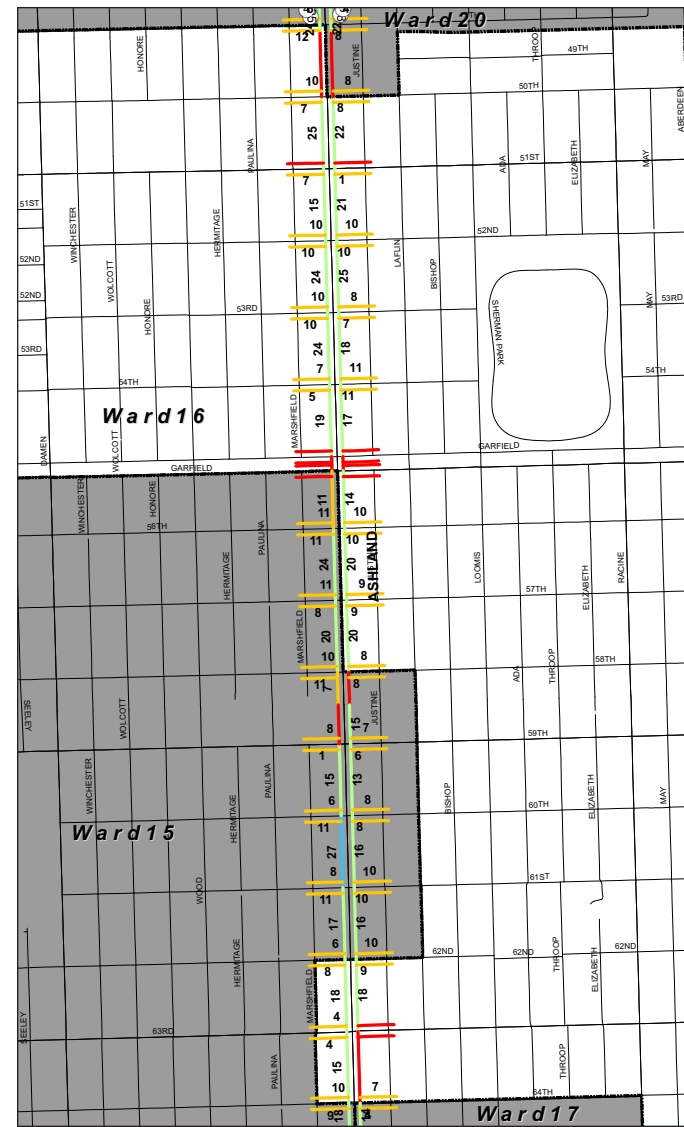 Ward20
12 8
HONORE
JUSTINE
THROOP
49TH
10 8
50TH
7 8
25 22
ABERDEEN
PAULINA
ADA
51ST
ELIZABETH
MAY
7 1
51ST
15 21
WINCHESTER
HERMITAGE
10 10
52ND
52ND
10 10
LAFLIN
BISHOP
WOLCOTT
24 25
52ND
10 8
MAY
53RD
53RD
HONORE
10 7
SHERMAN PARK
24 18
53RD
7 11
54TH
54TH
5 11
Ward16
MARSHFIELD
19 17
DAMEN
WOLCOTT
GARFIELD
GARFIELD
WINCHESTER
HONORE
11 14
11 10
56TH
PAULINA
11 10
ASHLAND
HERMITAGE
24 20
LOOMIS
ELIZABETH
RACINE
11 9
57TH
8 9
MARSHFIELD
20 20
10 8
58TH
ADA
THROOP
11 7 8
SEELEY
WOLCOTT
JUSTINE
15
8 7
59TH
1 6
WINCHESTER
PAULINA
15 13
BISHOP
ELIZABETH
MAY
6 8
60TH
HERMITAGE
11 8
Ward15
27 16
8 10
61ST
WOOD
11 10
17 16
6 10
62ND
62ND
62ND
HERMITAGE
THROOP
ELIZABETH
8 9
MARSHFIELD
18 18
4
SEELEY
63RD
4
PAULINA
15
THROOP
10 7
64TH
9 18 14
Ward17